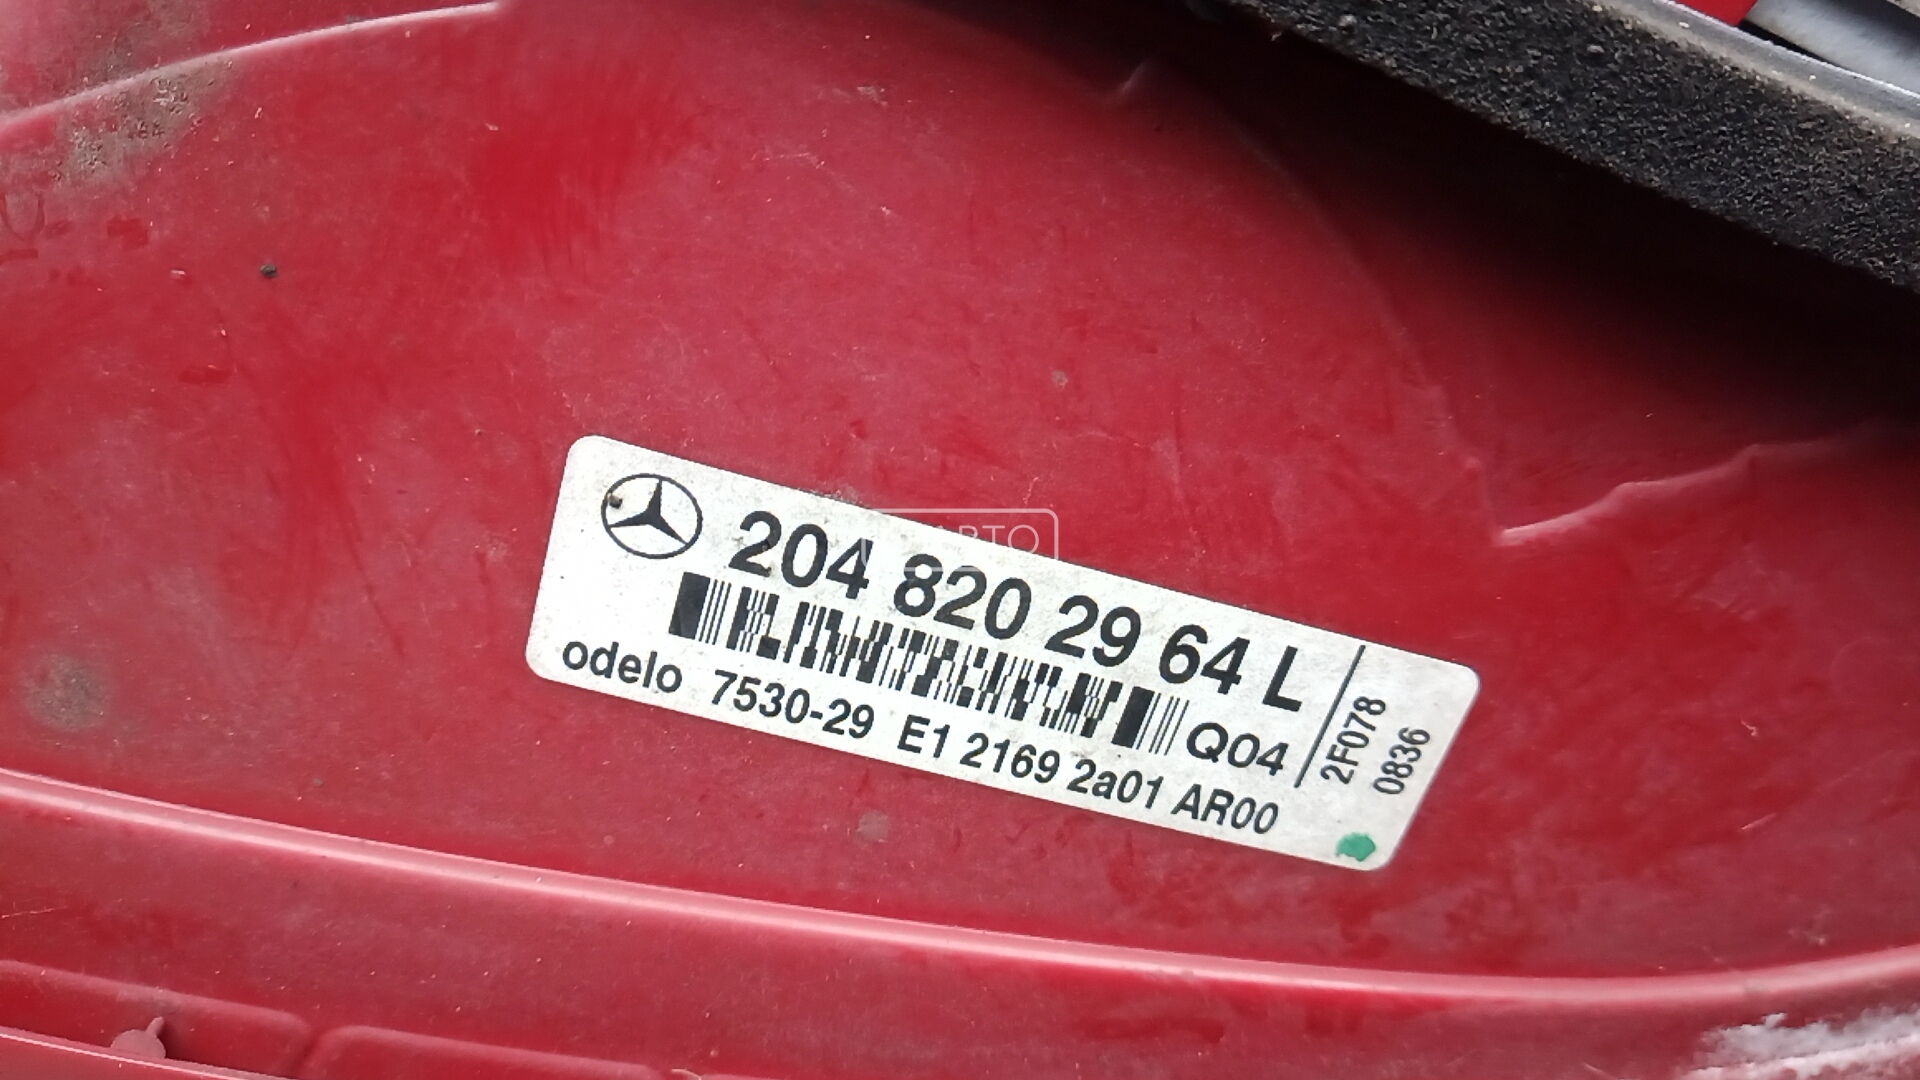 204 820 29 64 L
Q04
odelo 7530-29 E1 2169 2a01 AR00
2F078
0836